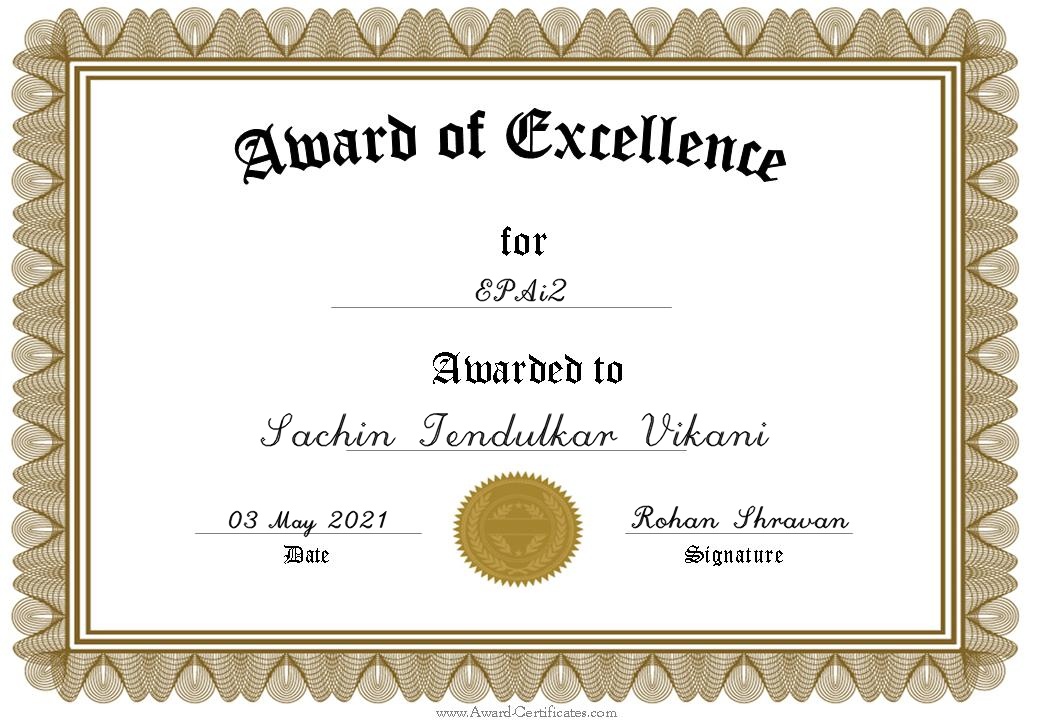 Award of Excellence
for
EPAi2
Awarded to
Sachin Tendulkar Vikani
03 May 2021
Rohan Shravan
Date
Signature
www.Award-Certificates.com